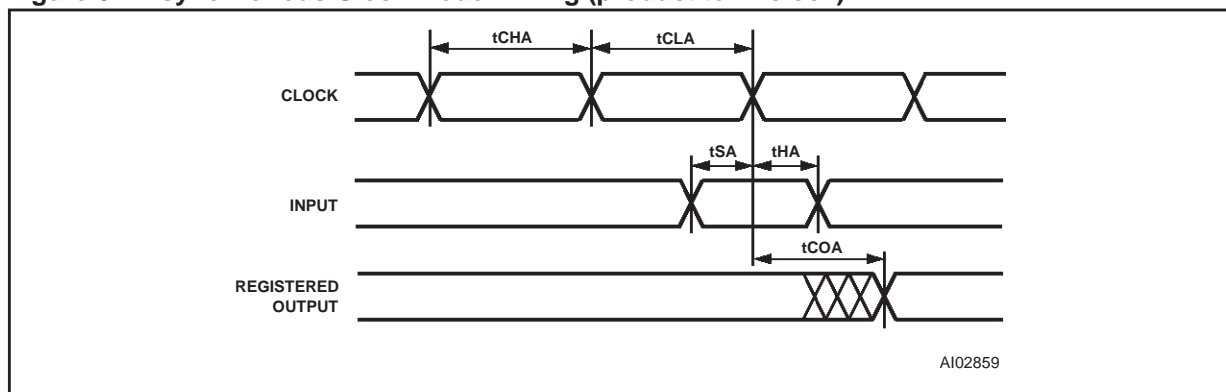 tCHA tCLA
CLOCK
tSA tHA
INPUT
tCOA
REGISTERED
OUTPUT
AI02859